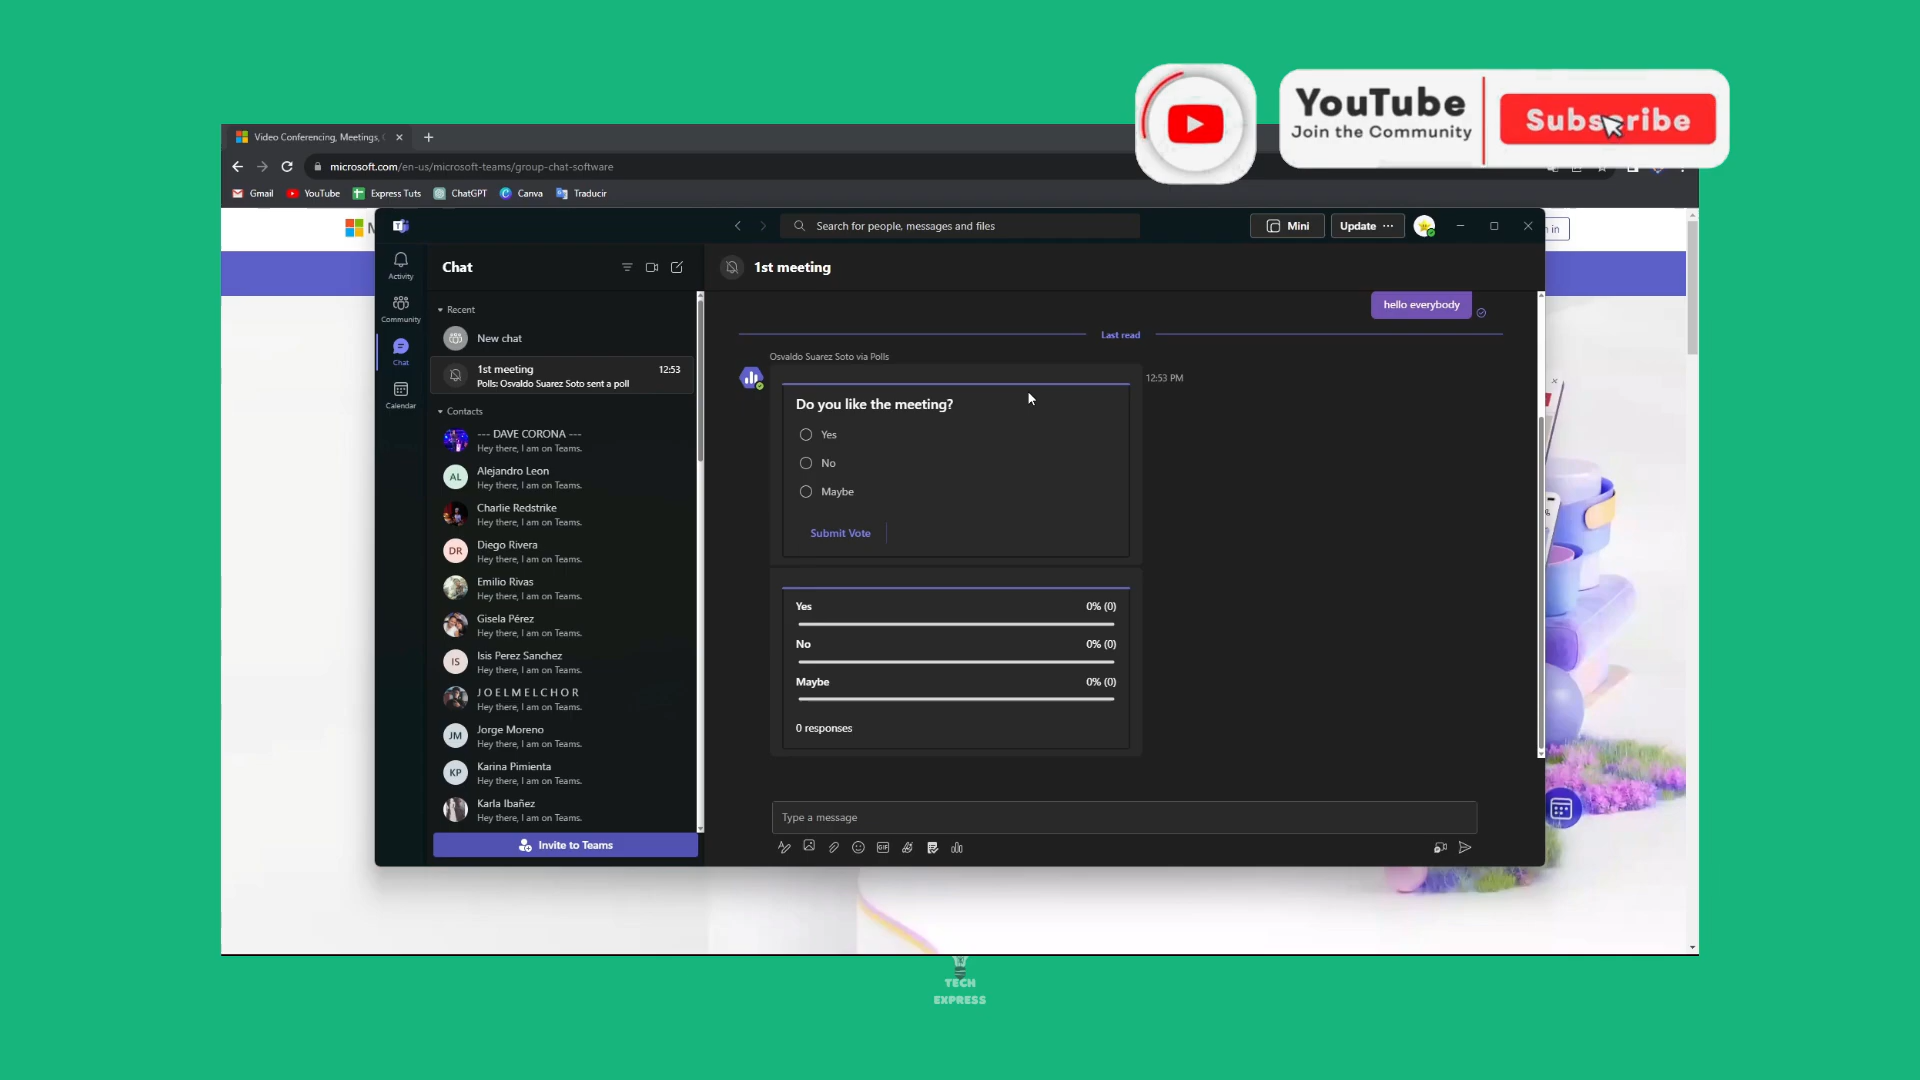 YouTube
Join the Community
Subscribe
Video Conferencing, Meetings,
microsoft.com/en-us/microsoft-teams/group-chat-software
Gmail
YouTube
Express Tuts
ChatGPT
Canva
Traducir
Search for people, messages and files
Mini
Update
in
Activity
Community
Chat
Calendar
Chat
Recent
New chat
1st meeting
12:53
Polls: Osvaldo Suarez Soto sent a poll
Contacts
--- DAVE CORONA ---
Hey there, I am on Teams.
AL
Alejandro Leon
Hey there, I am on Teams.
Charlie Redstrike
Hey there, I am on Teams.
DR
Diego Rivera
Hey there, I am on Teams.
Emilio Rivas
Hey there, I am on Teams.
Gisela Pérez
Hey there, I am on Teams.
IS
Isis Perez Sanchez
Hey there, I am on Teams.
J O E L M E L C H O R
Hey there, I am on Teams.
JM
Jorge Moreno
Hey there, I am on Teams.
KP
Karina Pimienta
Hey there, I am on Teams.
Karla Ibañez
Hey there, I am on Teams.
Invite to Teams
1st meeting
hello everybody
Last read
Osvaldo Suarez Soto via Polls
12:53 PM
Do you like the meeting?
Yes
No
Maybe
Submit Vote
Yes 0% (0)
No 0% (0)
Maybe 0% (0)
0 responses
Type a message
GIF
TECH
EXPRESS